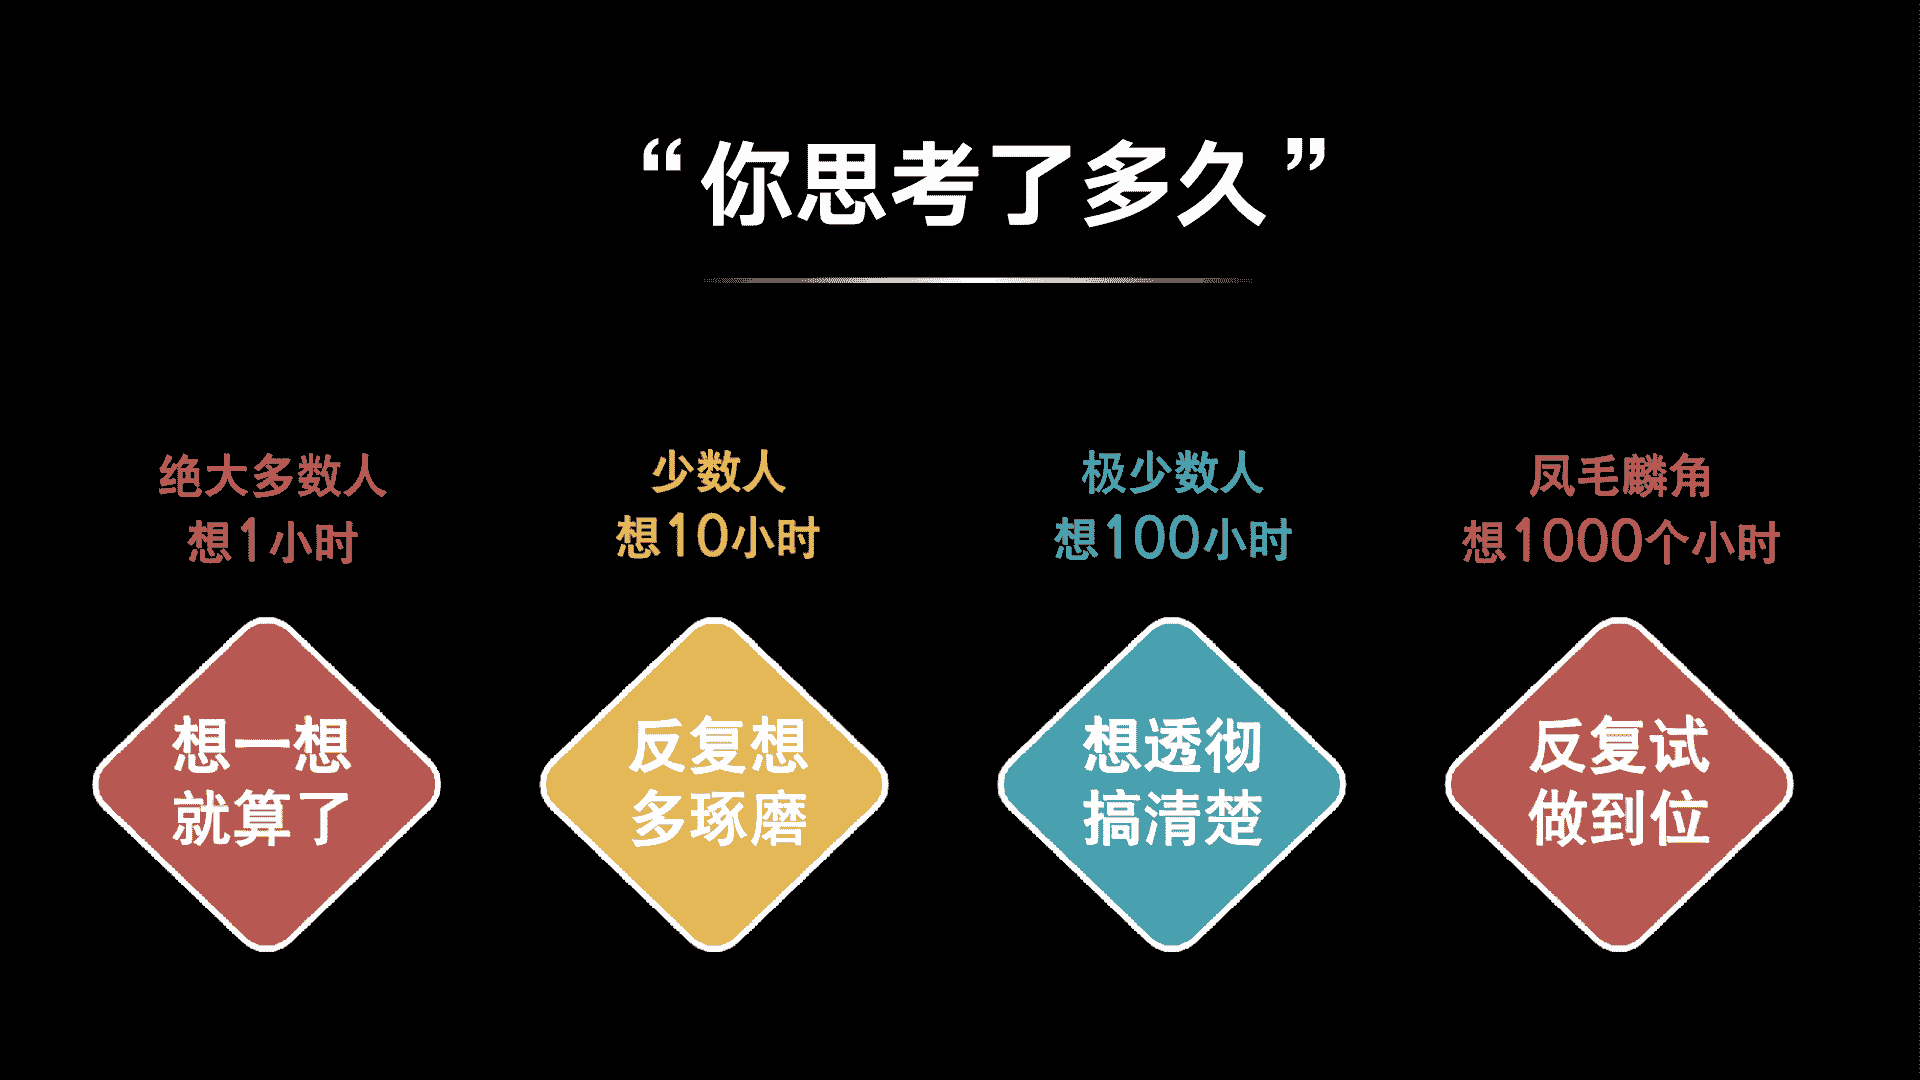 “你思考了多久”
绝大多数人
想1小时
少数人
想10小时
极少数人
想100小时
凤毛麟角
想1000个小时
想一想
就算了
反复想
多琢磨
想透彻
搞清楚
反复试
做到位